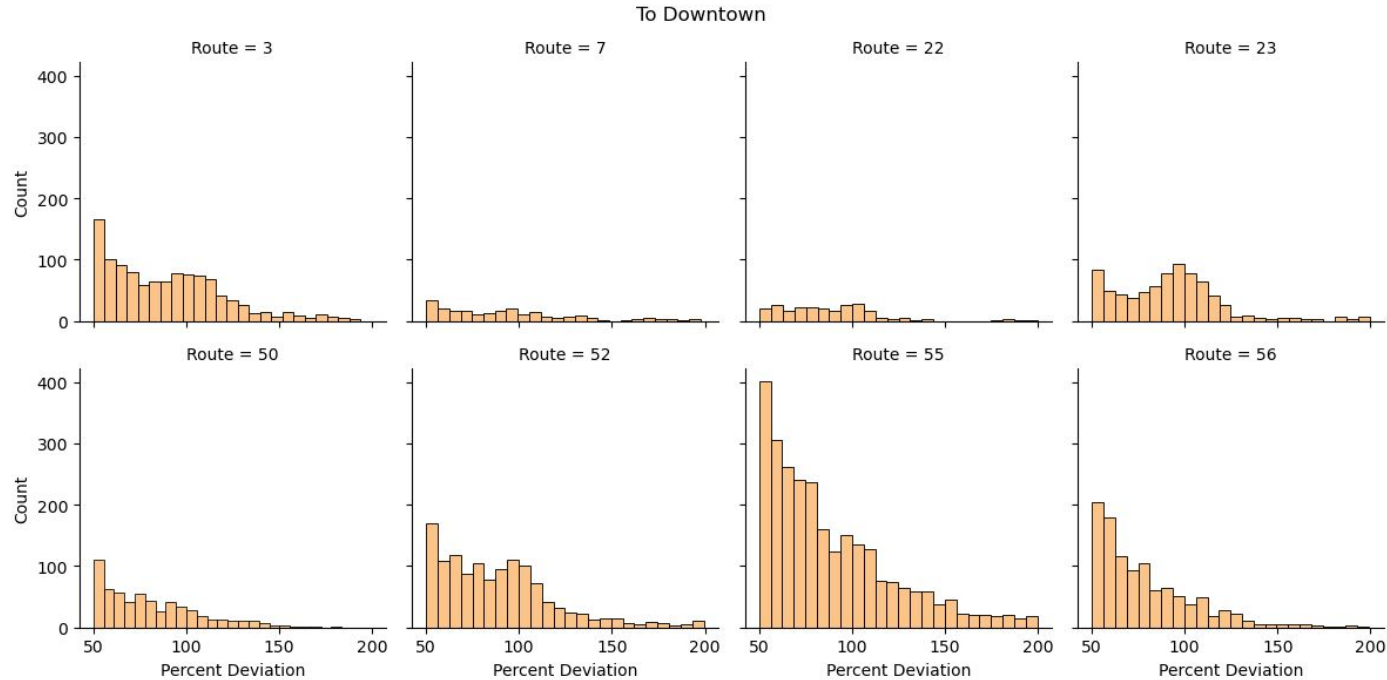 To Downtown
Route = 3
Route = 7
Route = 22
Route = 23
400
300
200
100
0
Count
Route = 50
Route = 52
Route = 55
Route = 56
400
300
200
100
0
Count
50 100 150 200
50 100 150 200
50 100 150 200
50 100 150 200
Percent Deviation
Percent Deviation
Percent Deviation
Percent Deviation